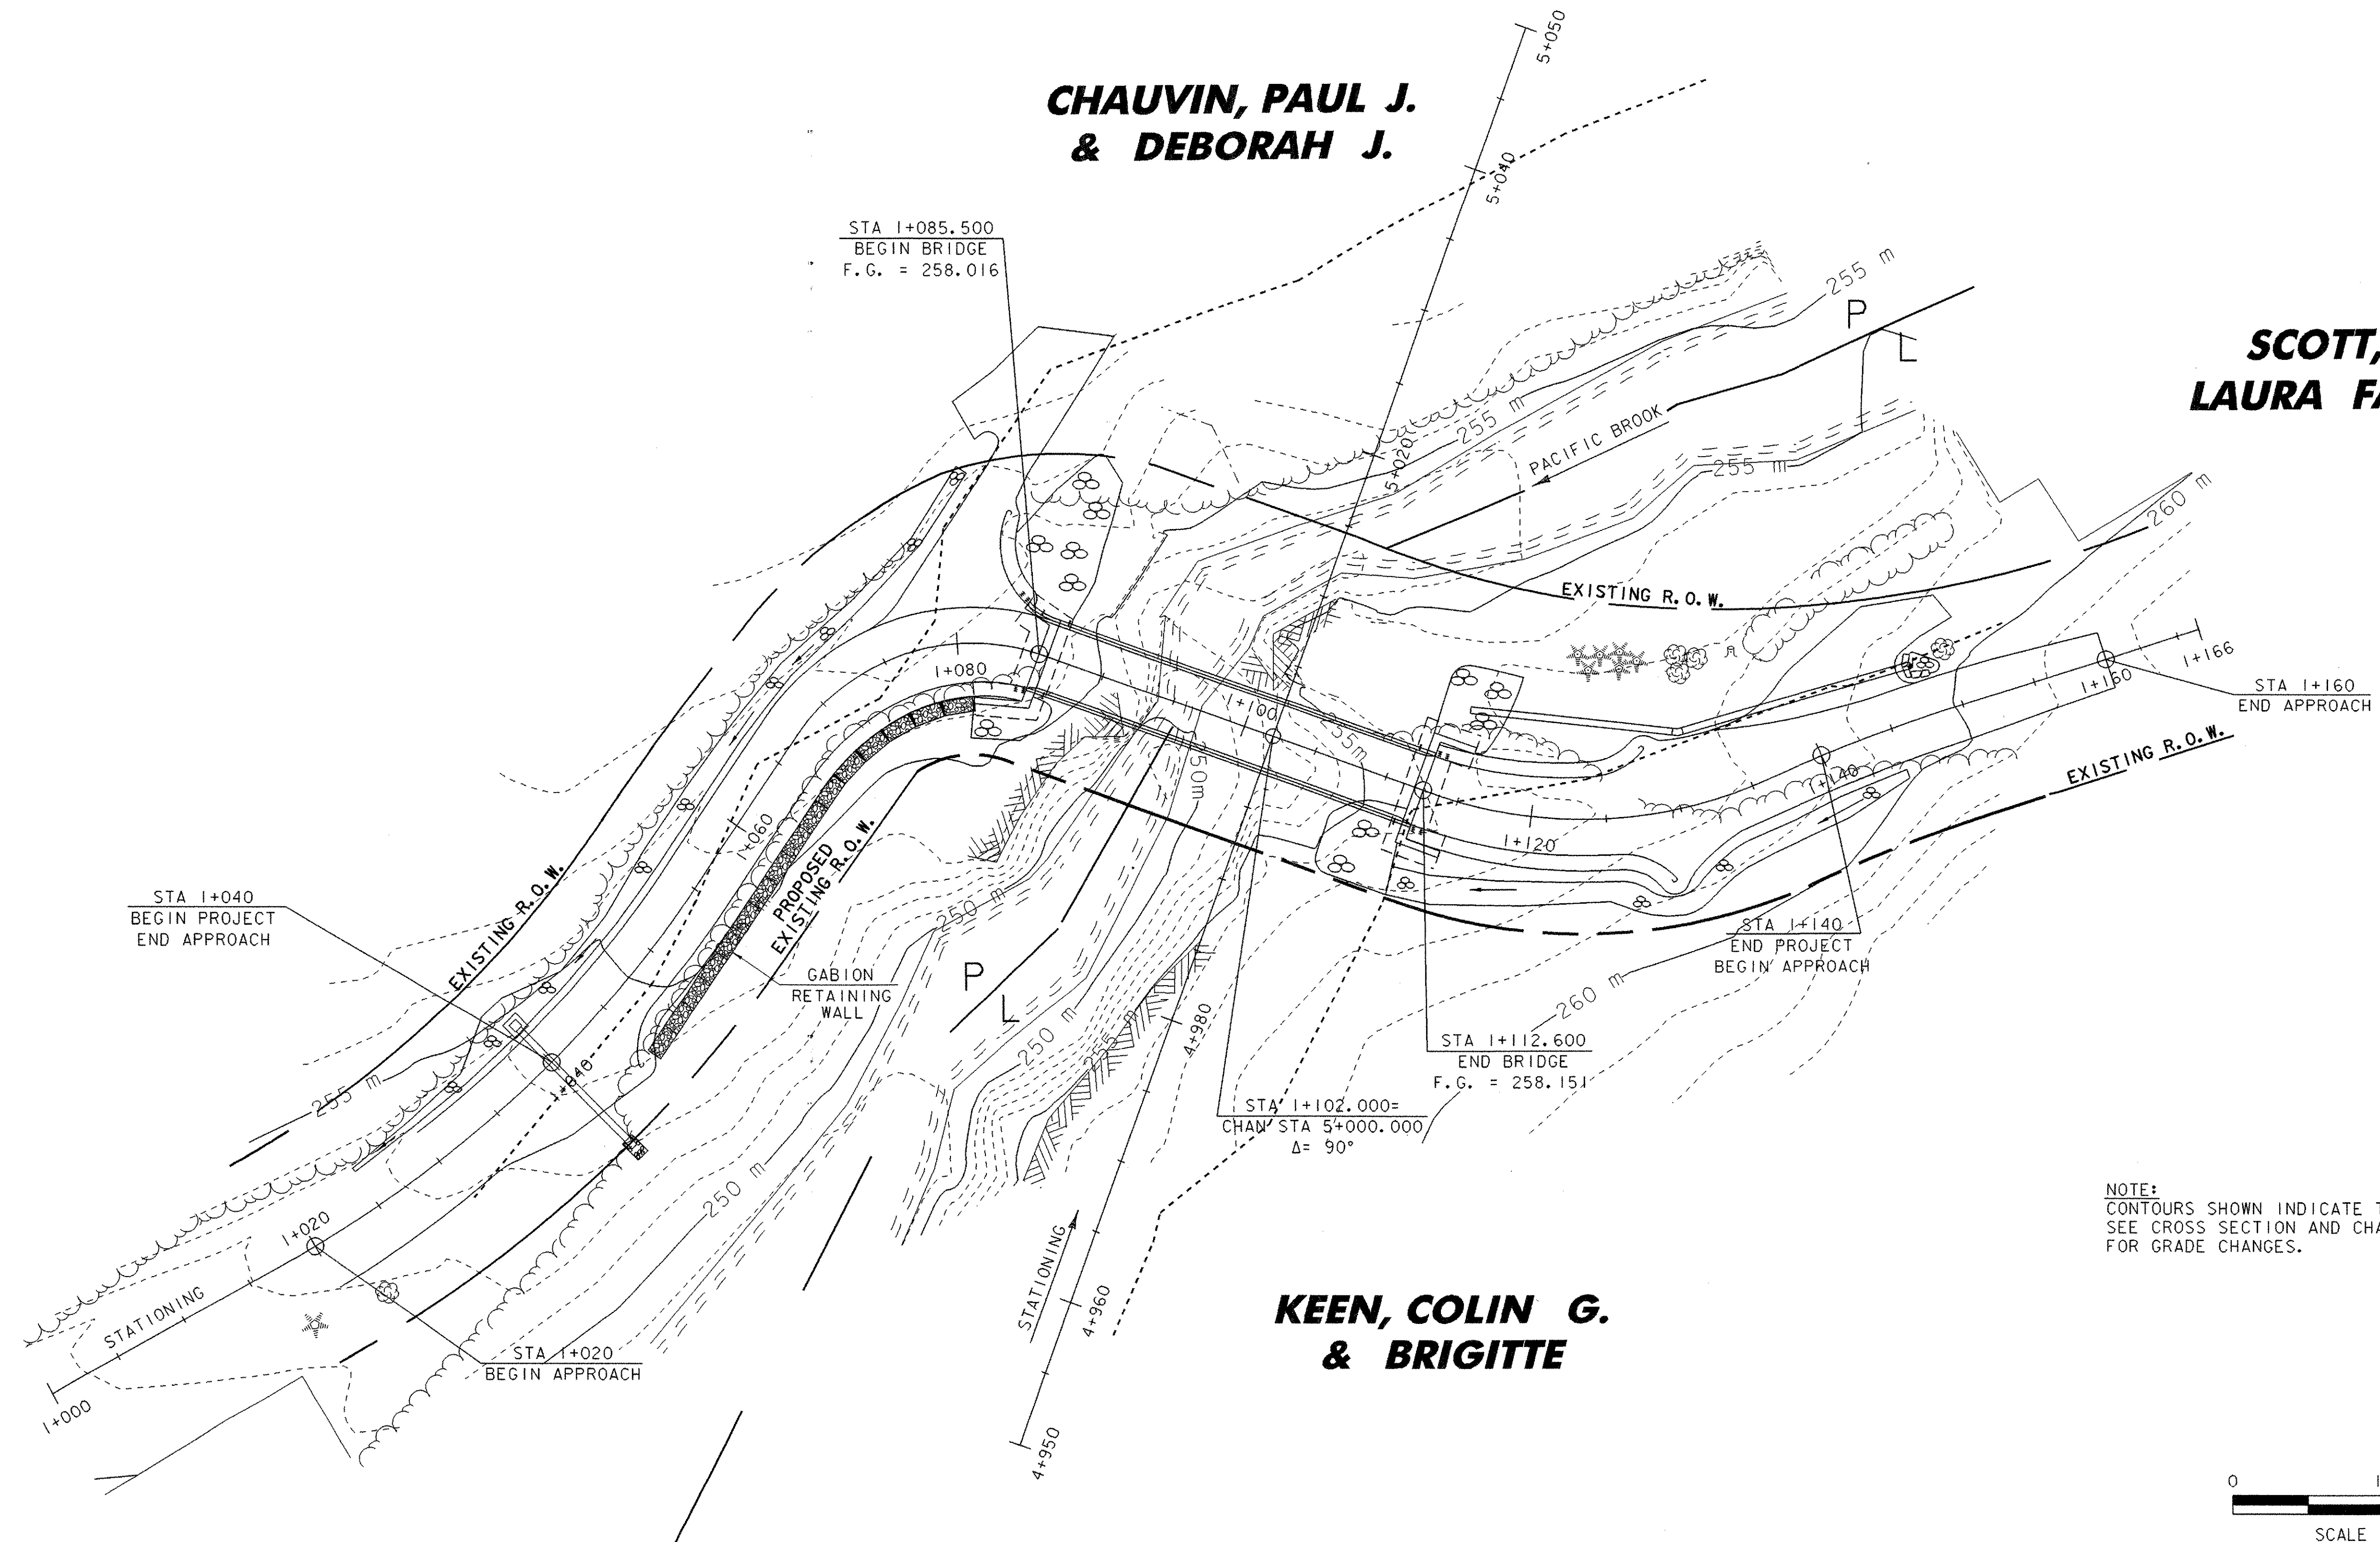 5+050
CHAUVIN, PAUL J.
& DEBORAH J.
5+040
STA 1+085.500
BEGIN BRIDGE
F.G. = 258.016
255 m
P
L
SCOTT,
LAURA
255 m
PACIFIC BROOK
5+020
255 m
260 m
EXISTING R.O.W.
1+080
1+166
1+160
STA 1+160
END APPROACH
1+100
255m
250m
EXISTING R.O.W.
1+140
1+060
1+120
PROPOSED
EXISTING R.O.W.
STA 1+040
BEGIN PROJECT
END APPROACH
EXISTING R.O.W.
250 m
STA 1+140
END PROJECT
BEGIN APPROACH
GABION
RETAINING
WALL
P
L
260 m
4+980
250 m
255 m
STA 1+112.600
END BRIDGE
F.G. = 258.151
1+040
255 m
STA 1+102.000=
CHAN STA 5+000.000
Δ= 90°
250 m
NOTE:
CONTOURS SHOWN INDICATE
SEE CROSS SECTION AND
FOR GRADE CHANGES.
1+020
STATIONING
STATIONING
4+960
KEEN, COLIN G.
& BRIGITTE
STA 1+020
BEGIN APPROACH
1+000
4+950
0
SCALE